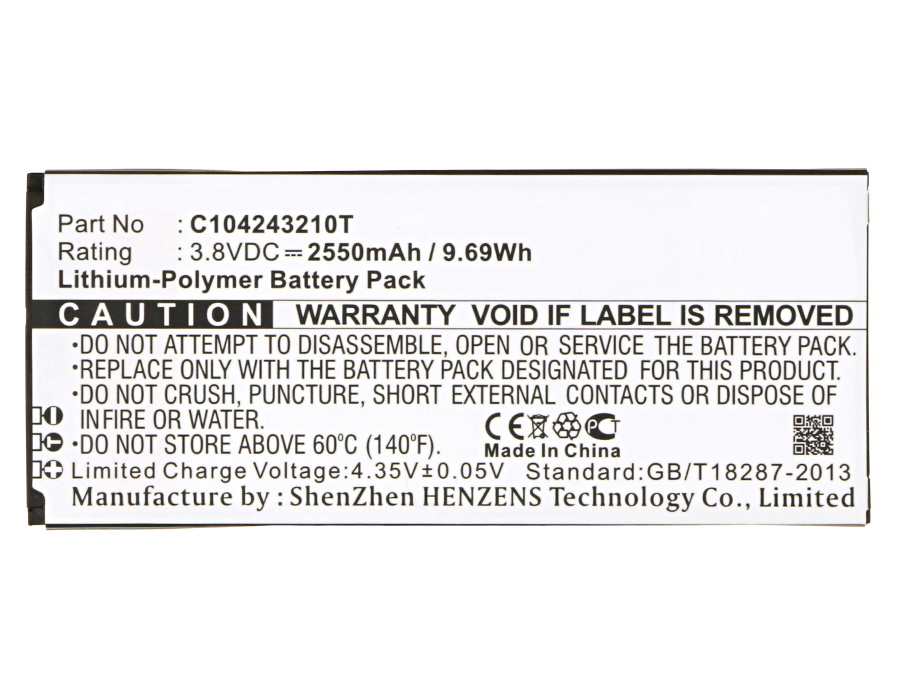 Part No : C104243210T
Rating : 3.8VDC ⎓ 2550mAh / 9.69Wh
Lithium-Polymer Battery Pack
CAUTION WARRANTY VOID IF LABEL IS REMOVED
·DO NOT ATTEMPT TO DISASSEMBLE, OPEN OR SERVICE THE BATTERY PACK.
·REPLACE ONLY WITH THE BATTERY PACK DESIGNATED FOR THIS PRODUCT.
·DO NOT CRUSH, PUNCTURE, SHORT EXTERNAL CONTACTS OR DISPOSE OF
INFIRE OR WATER.
·DO NOT STORE ABOVE 60°C (140°F).
CE PCT
Made In China
Limited Charge Voltage:4.35V±0.05V Standard:GB/T18287-2013
Manufacture by : ShenZhen HENZENS Technology Co., Limited